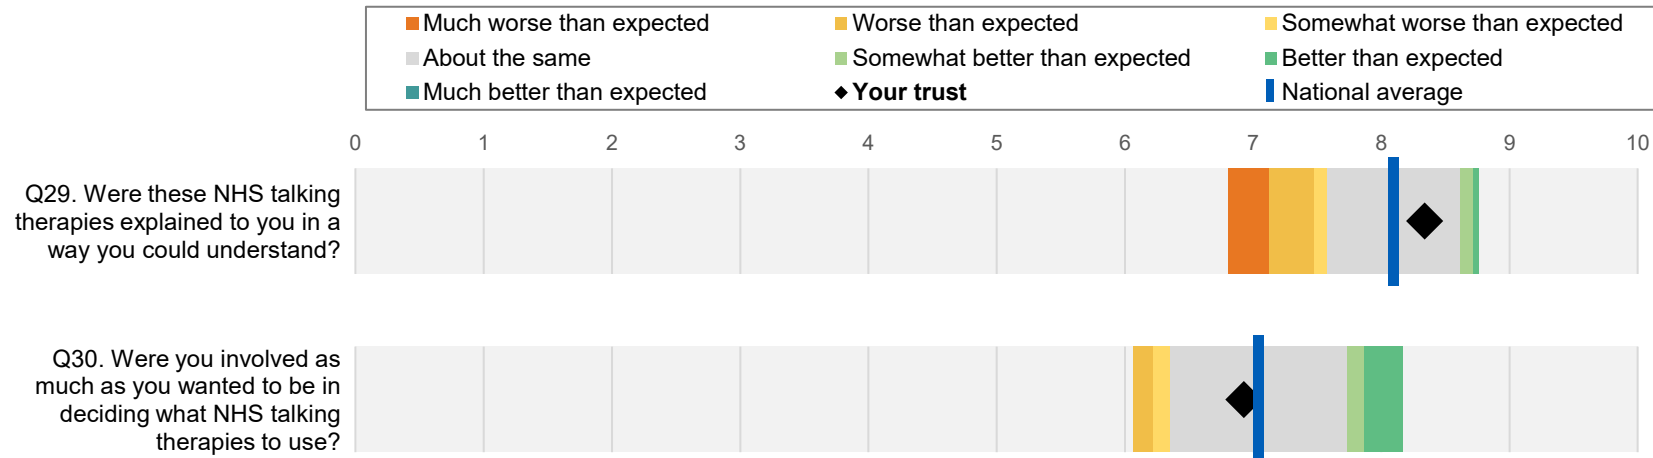 Much worse than expected
Worse than expected
Somewhat worse than expected
About the same
Somewhat better than expected
Better than expected
Much better than expected
Your trust
National average
0 1 2 3 4 5 6 7 8 9 10
Q29. Were these NHS talking
therapies explained to you in a
way you could understand?
Q30. Were you involved as
much as you wanted to be in
deciding what NHS talking
therapies to use?